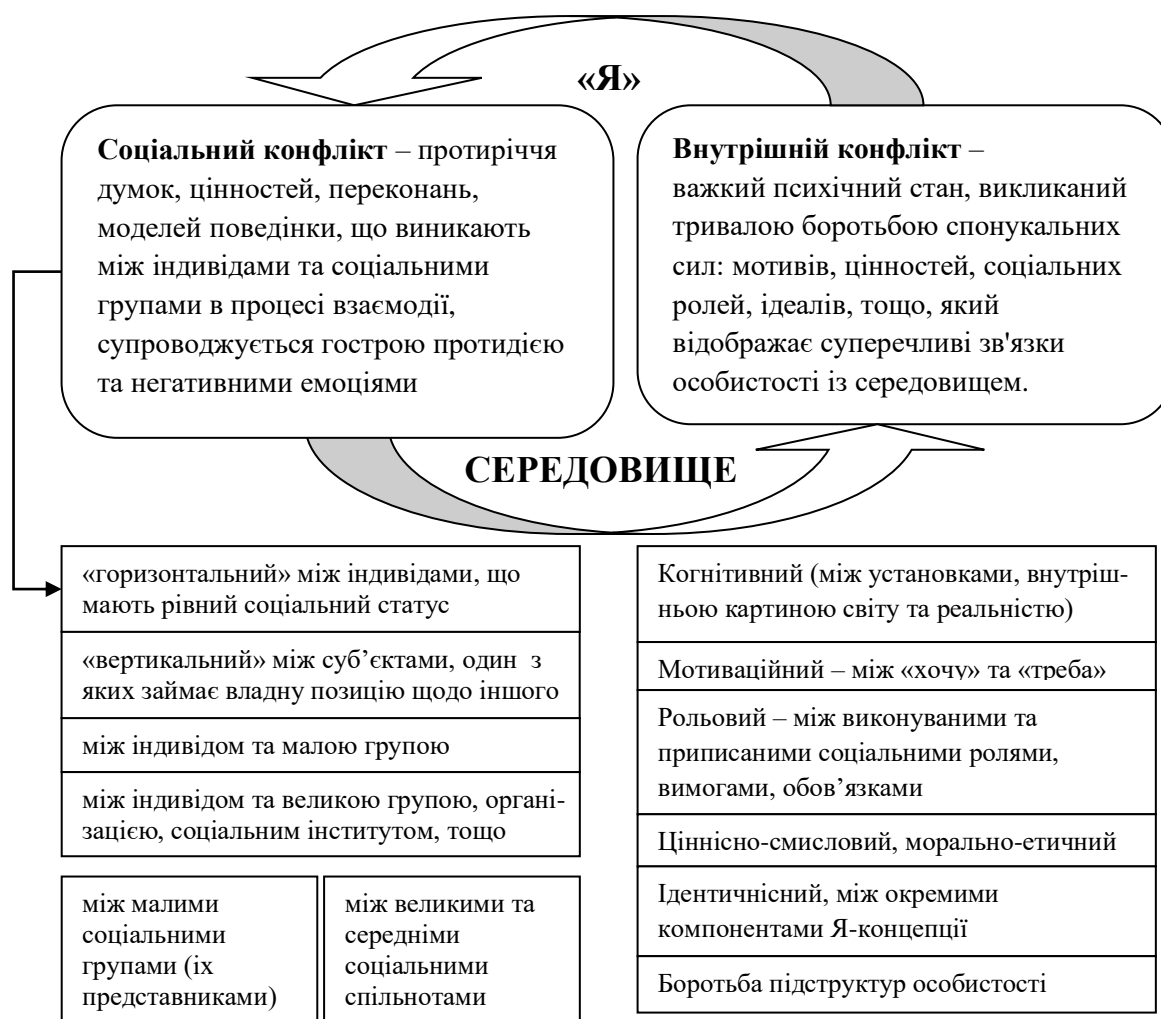 «Я»
Соціальний конфлікт – протиріччя
думок, цінностей, переконань,
моделей поведінки, що виникають
між індивідами та соціальними
групами в процесі взаємодії,
супроводжується гострою протидією
та негативними емоціями
Внутрішній конфлікт –
важкий психічний стан, викликаний
тривалою боротьбою спонукальних
сил: мотивів, цінностей, соціальних
ролей, ідеалів, тощо, який
відображає суперечливі зв'язки
особистості із середовищем.
СЕРЕДОВИЩЕ
«горизонтальний» між індивідами, що
мають рівний соціальний статус
«вертикальний» між суб’єктами, один з
яких займає владну позицію щодо іншого
між індивідом та малою групою
між індивідом та великою групою, органі-
зацією, соціальним інститутом, тощо
між малими
соціальними
групами (іх
представниками)
між великими та
середніми
соціальними
спільнотами
Когнітивний (між установками, внутріш-
ньою картиною світу та реальністю)
Мотиваційний – між «хочу» та «треба»
Рольовий – між виконуваними та
приписаними соціальними ролями,
вимогами, обов’язками
Ціннісно-смисловий, морально-етичний
Ідентичнісний, між окремими
компонентами Я-концепції
Боротьба підструктур особистості